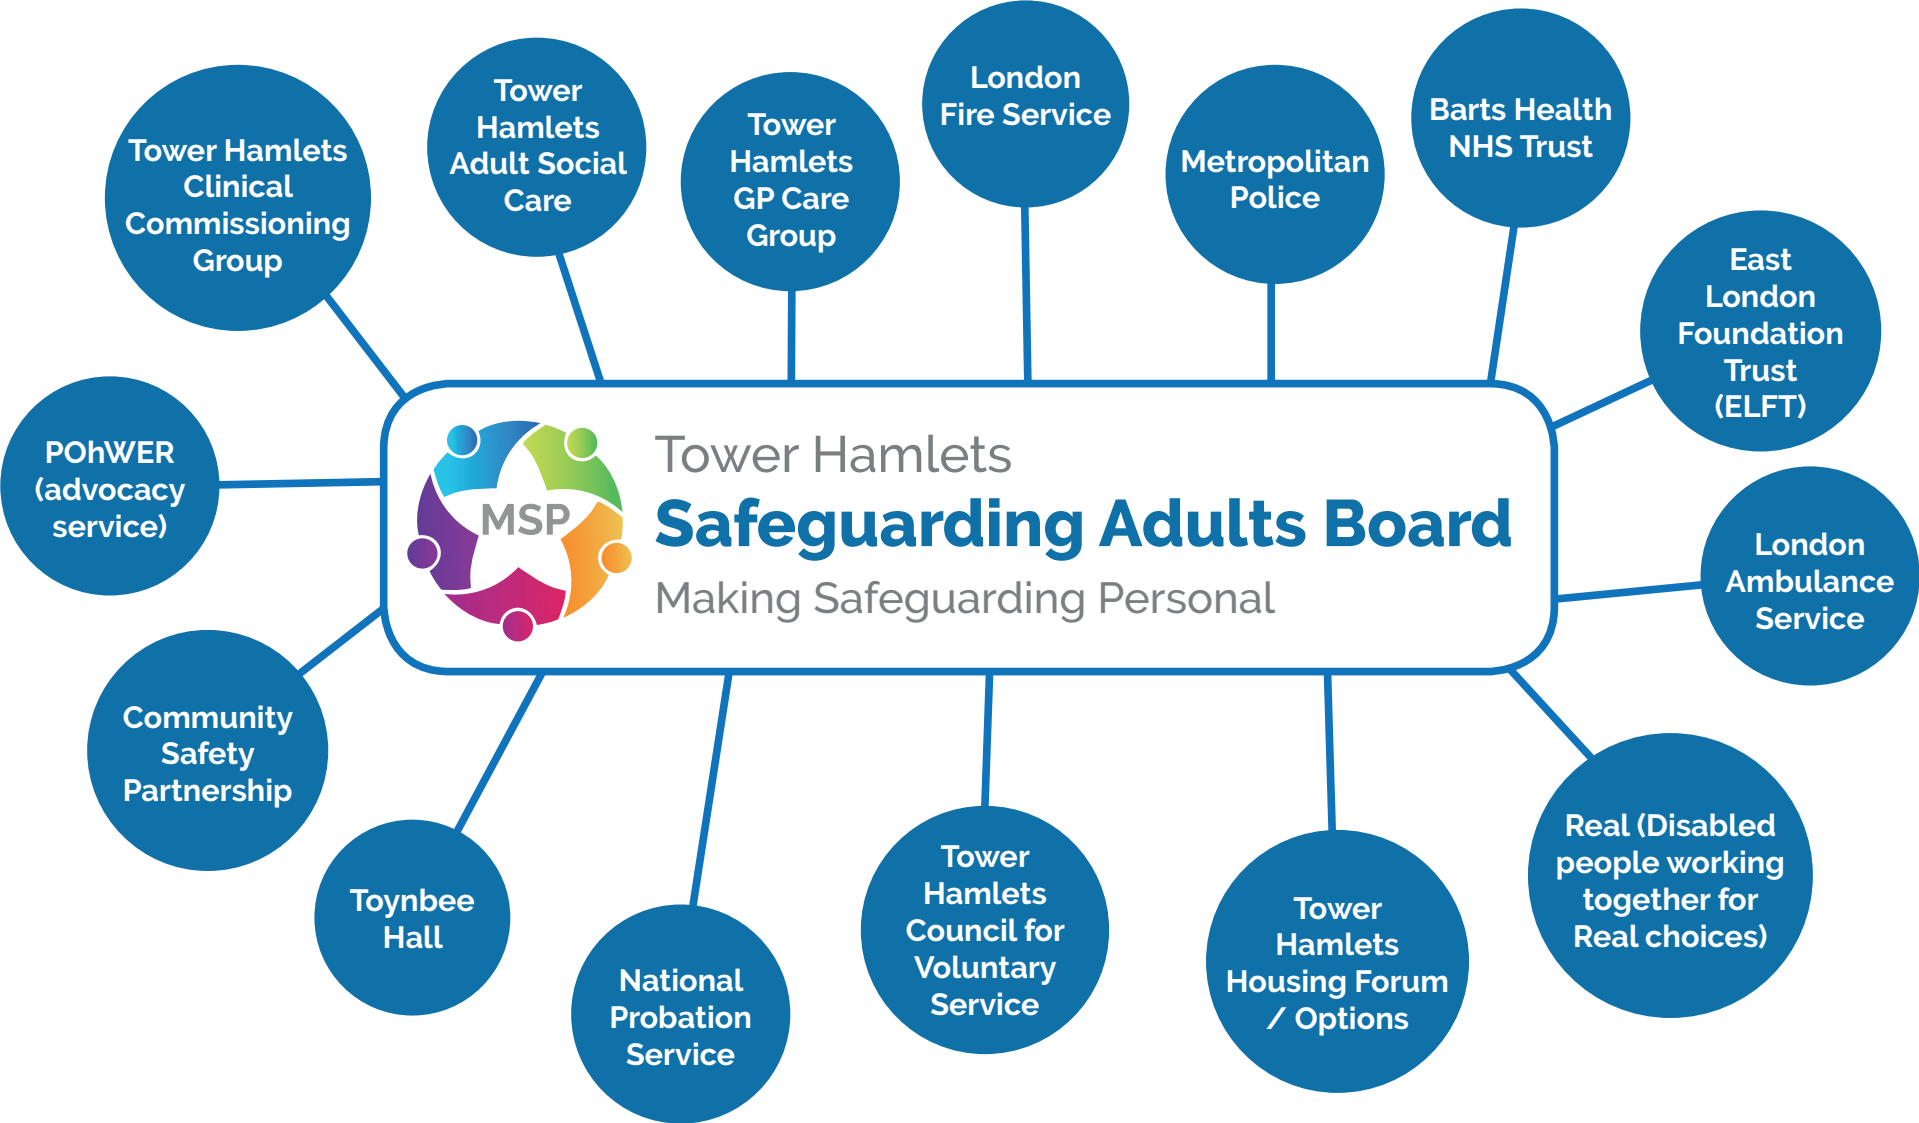 Tower Hamlets
Clinical
Commissioning
Group
Tower
Hamlets
Adult Social
Care
Tower
Hamlets
GP Care
Group
London
Fire Service
Metropolitan
Police
Barts Health
NHS Trust
East
London
Foundation
Trust
(ELFT)
POhWER
(advocacy
service)
MSP
Tower Hamlets
Safeguarding Adults Board
Making Safeguarding Personal
London
Ambulance
Service
Community
Safety
Partnership
Toynbee
Hall
National
Probation
Service
Tower
Hamlets
Council for
Voluntary
Service
Tower
Hamlets
Housing Forum
/ Options
Real (Disabled
people working
together for
Real choices)